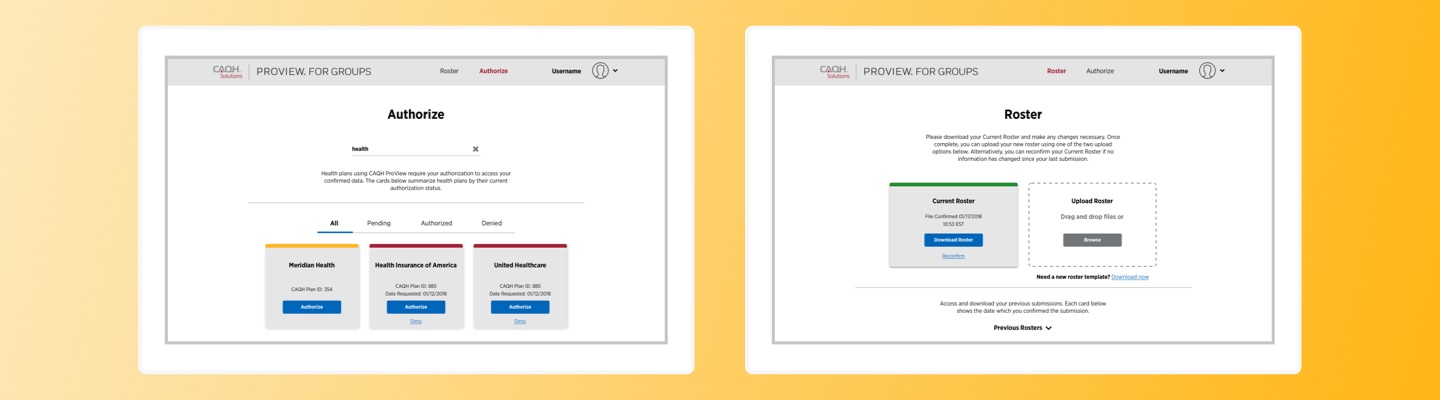 CAQH. Solutions PROVIEW. FOR GROUPS Roster Authorize Username
Authorize
health
Health plans using CAQH ProView require your authorization to access your
confirmed data. The cards below summarize health plans by their current
authorization status.
All Pending Authorized Denied
Meridian Health
CAQH Plan ID: 354
Authorize
Health Insurance of America
CAQH Plan ID: 885
Date Requested: 01/12/2018
Authorize
Deny
United Healthcare
CAQH Plan ID: 885
Date Requested: 01/12/2018
Authorize
Deny
CAQH. Solutions PROVIEW. FOR GROUPS Roster Authorize Username
Roster
Please download your Current Roster and make any changes necessary. Once
complete, you can upload your new roster using one of the two upload
options below. Alternatively, you can reconfirm your Current Roster if no
information has changed since your last submission.
Current Roster
File Confirmed 01/17/2018
10:53 EST
Download Roster
Reconfirm
Upload Roster
Drag and drop files or
Browse
Need a new roster template? Download now
Access and download your previous submissions. Each card below
shows the date which you confirmed the submission.
Previous Rosters